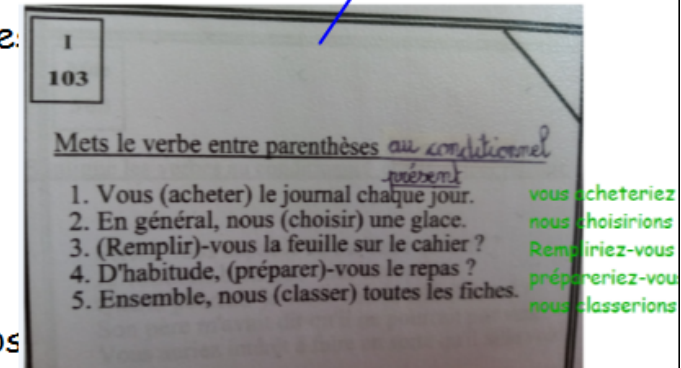 I
103
Mets le verbe entre parenthèses au conditionnel
présent
1. Vous (acheter) le journal chaque jour. vous acheteriez
2. En général, nous (choisir) une glace. nous choisirions
3. (Remplir)-vous la feuille sur le cahier ? Rempliriez-vous
4. D'habitude, (préparer)-vous le repas ? prépareriez-vou
5. Ensemble, nous (classer) toutes les fiches. nous classerions